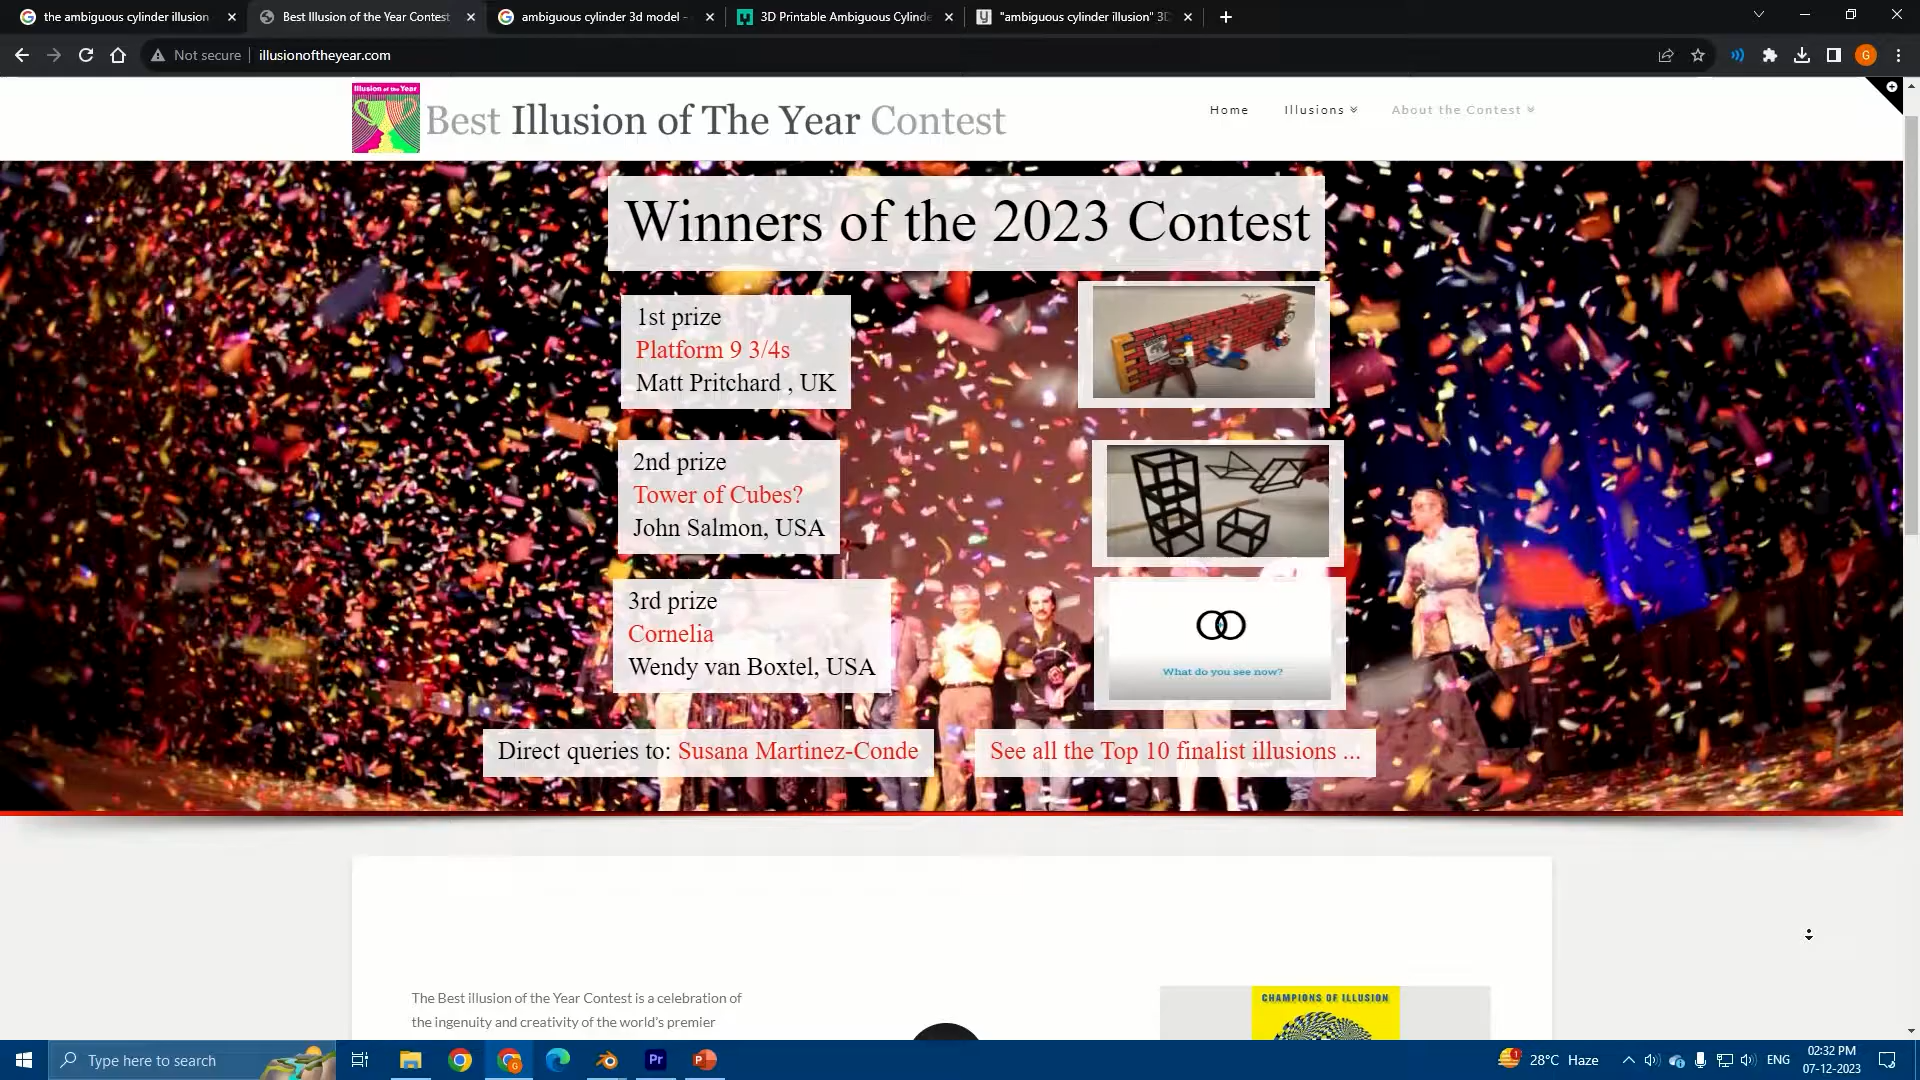 the ambiguous cylinder illusion
Best Illusion of the Year Contest
ambiguous cylinder 3d model -
3D Printable Ambiguous Cylinde
"ambiguous cylinder illusion" 3D
Not secure
illusionoftheyear.com
G
Illusion of the Year
Best Illusion of The Year Contest
Home
Illusions
About the Contest
Winners of the 2023 Contest
1st prize
Platform 9 3/4s
Matt Pritchard , UK
2nd prize
Tower of Cubes?
John Salmon, USA
3rd prize
Cornelia
Wendy van Boxtel, USA
What do you see now?
Direct queries to: Susana Martinez-Conde
See all the Top 10 finalist illusions ...
The Best illusion of the Year Contest is a celebration of
the ingenuity and creativity of the world's premier
CHAMPIONS OF ILLUSION
Type here to search
G
Pr
1
28°C Haze
ENG
02:32 PM
07-12-2023